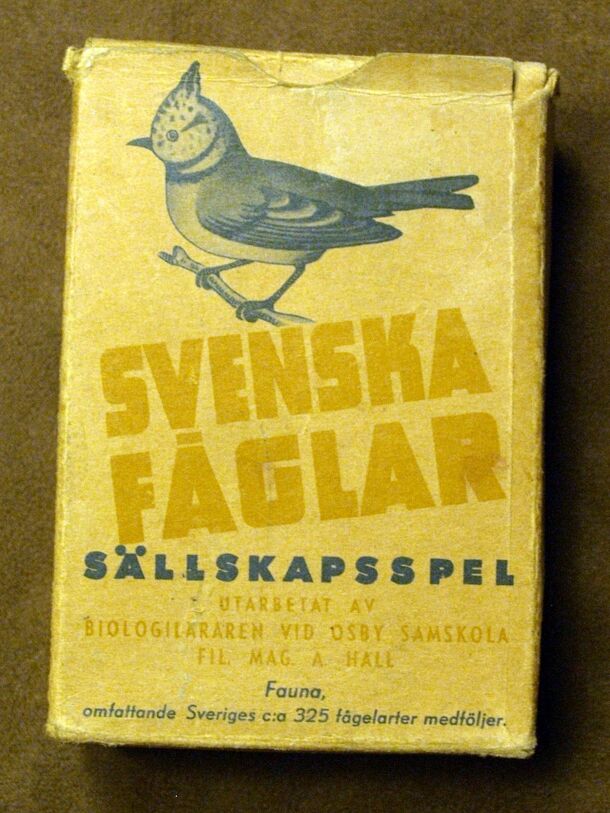 SVENSKA
FÅGLAR
SÄLLSKAPSSPEL
UTARBETAT AV
BIOLOGILÄRAREN VID OSBY SAMSKOLA
FIL. MAG. A HALL
Fauna,
omfattande Sveriges c:a 325 fågelarter medföljer.